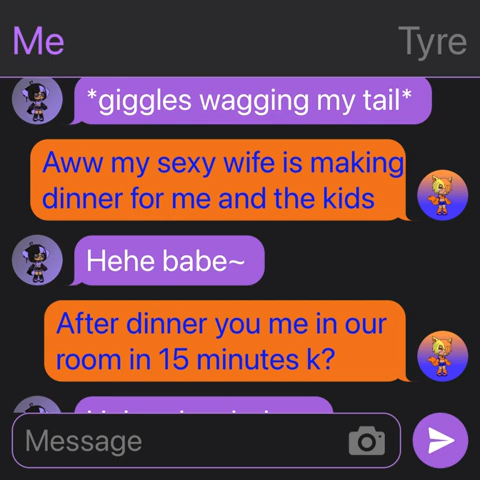 Me
Tyre
*giggles wagging my tail*
Aww my sexy wife is making
dinner for me and the kids
Hehe babe~
After dinner you me in our
room in 15 minutes k?
Message